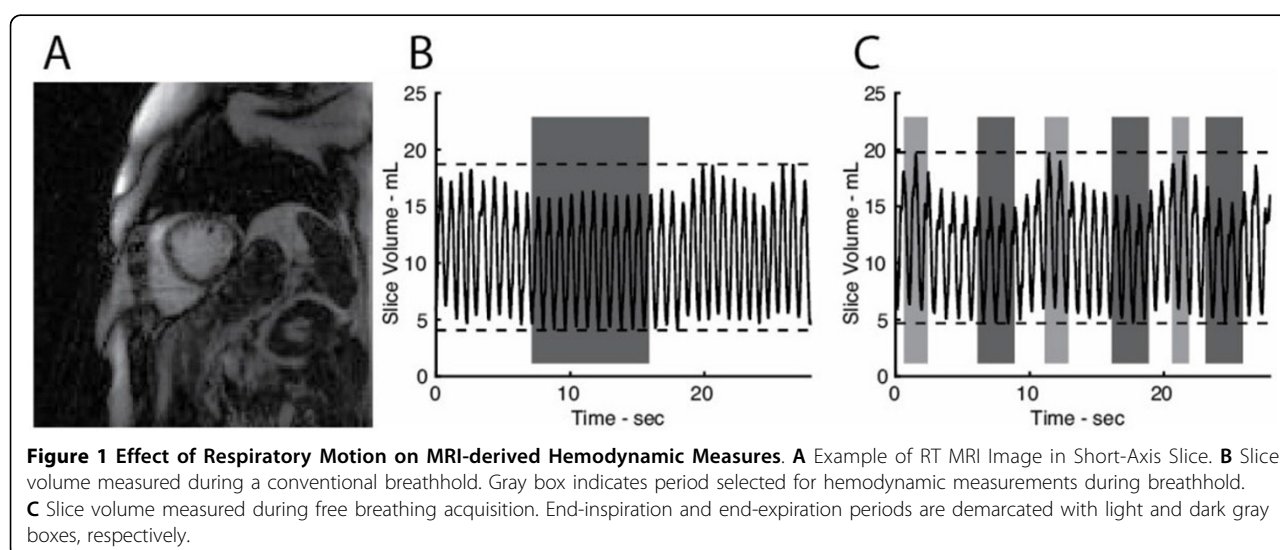 A
B
C
25
20
15
10
5
0
Slice Volume - mL
0 10 20
Time - sec
25
20
15
10
5
0
Slice Volume - mL
0 10 20
Time - sec
Figure 1 Effect of Respiratory Motion on MRI-derived Hemodynamic Measures. A Example of RT MRI Image in Short-Axis Slice. B Slice
volume measured during a conventional breathhold. Gray box indicates period selected for hemodynamic measurements during breathhold.
C Slice volume measured during free breathing acquisition. End-inspiration and end-expiration periods are demarcated with light and dark gray
boxes, respectively.